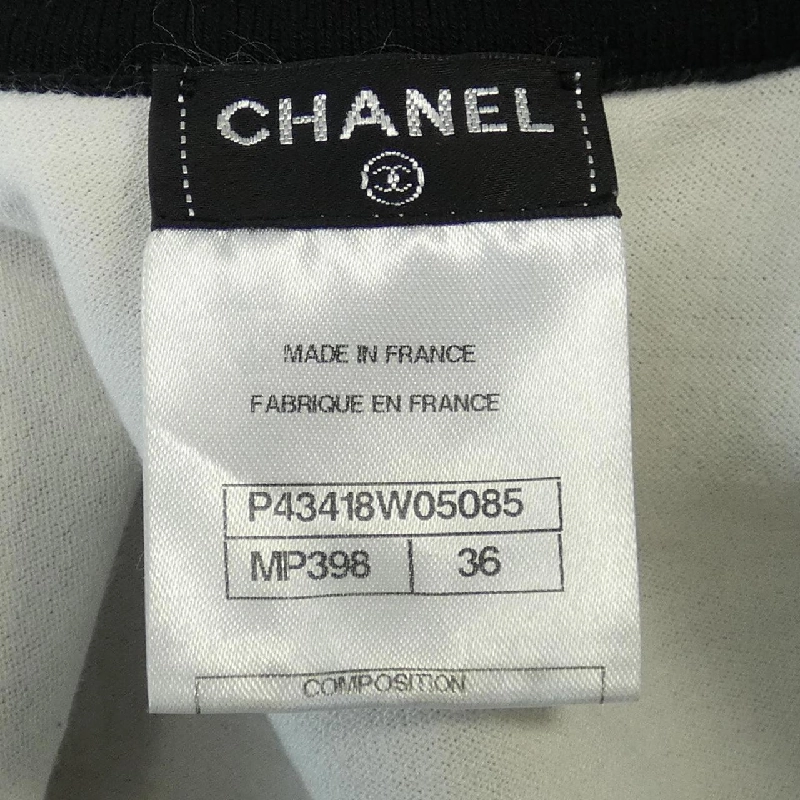 CHANEL
MADE IN FRANCE
FABRIQUE EN FRANCE
P43418W05085
MP398 36
COMPOSITION